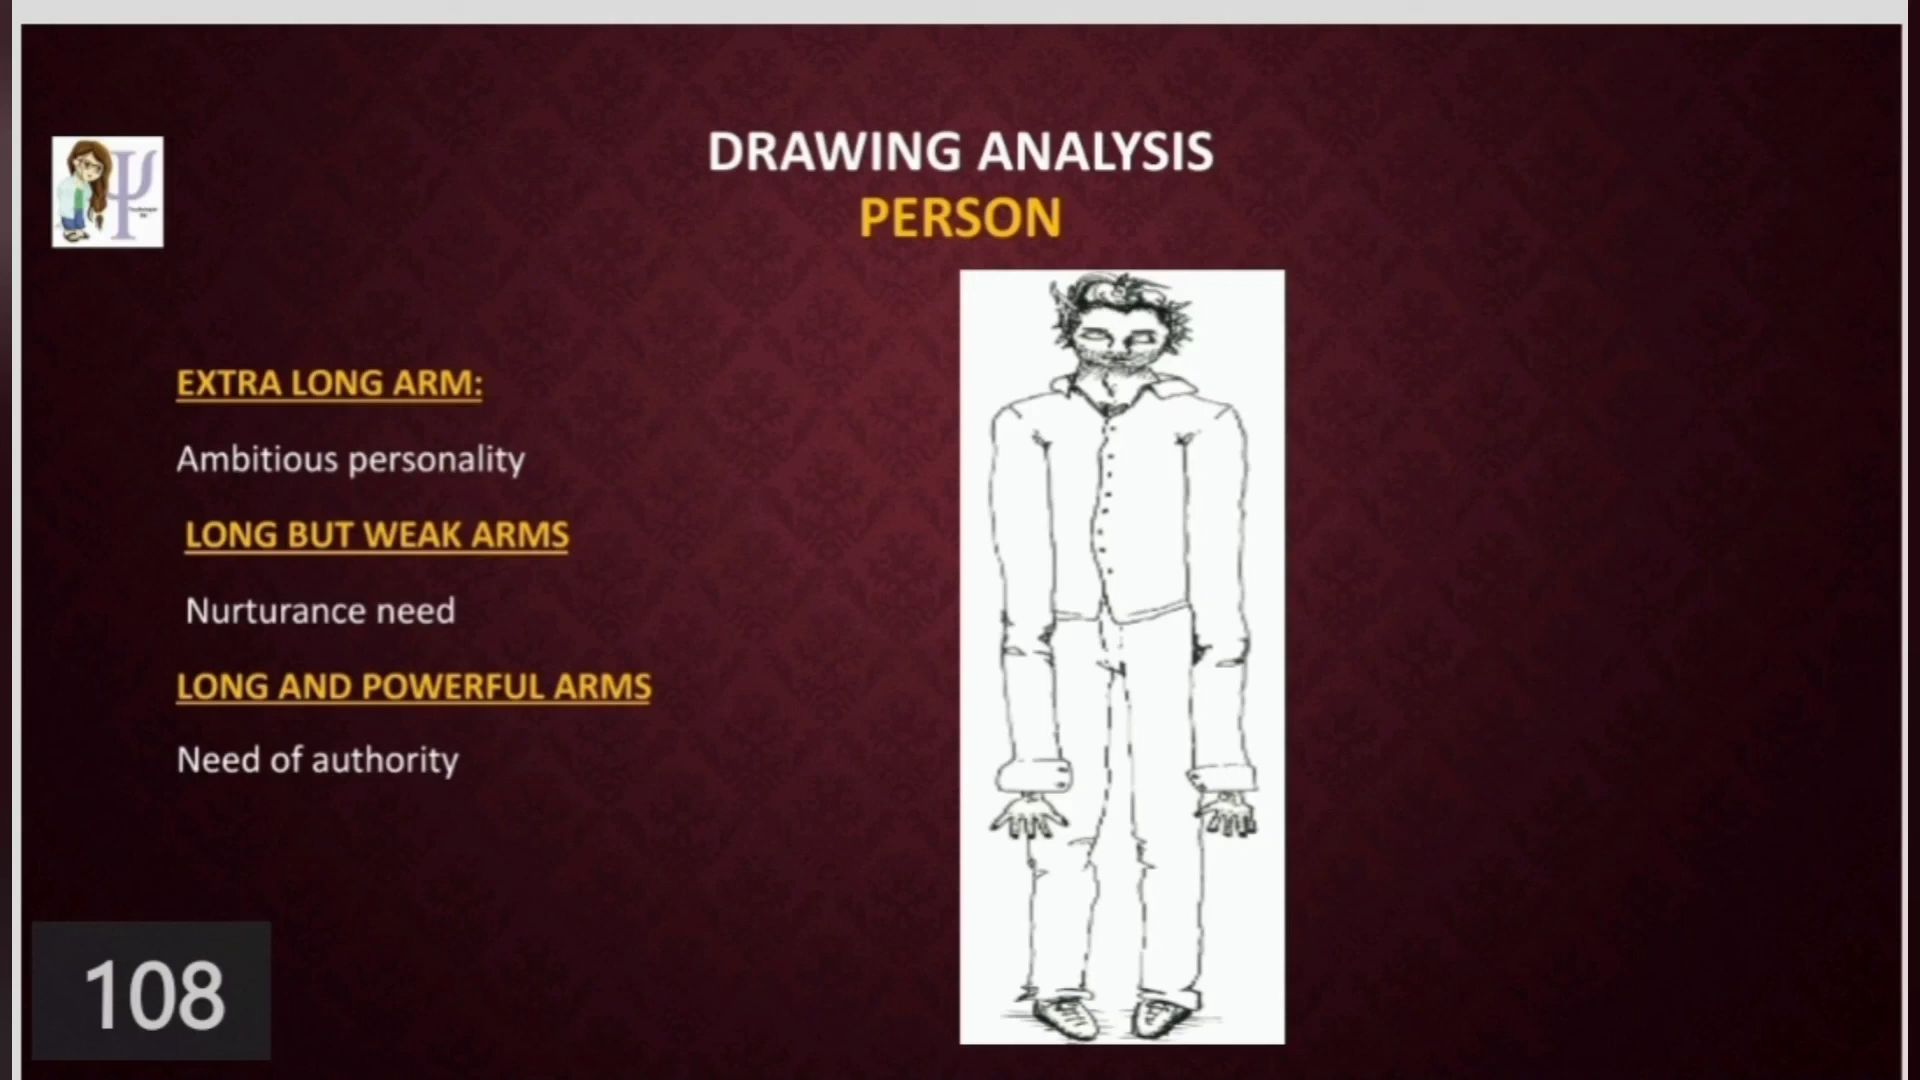 DRAWING ANALYSIS
PERSON
EXTRA LONG ARM:
Ambitious personality
LONG BUT WEAK ARMS
Nurturance need
LONG AND POWERFUL ARMS
Need of authority
108